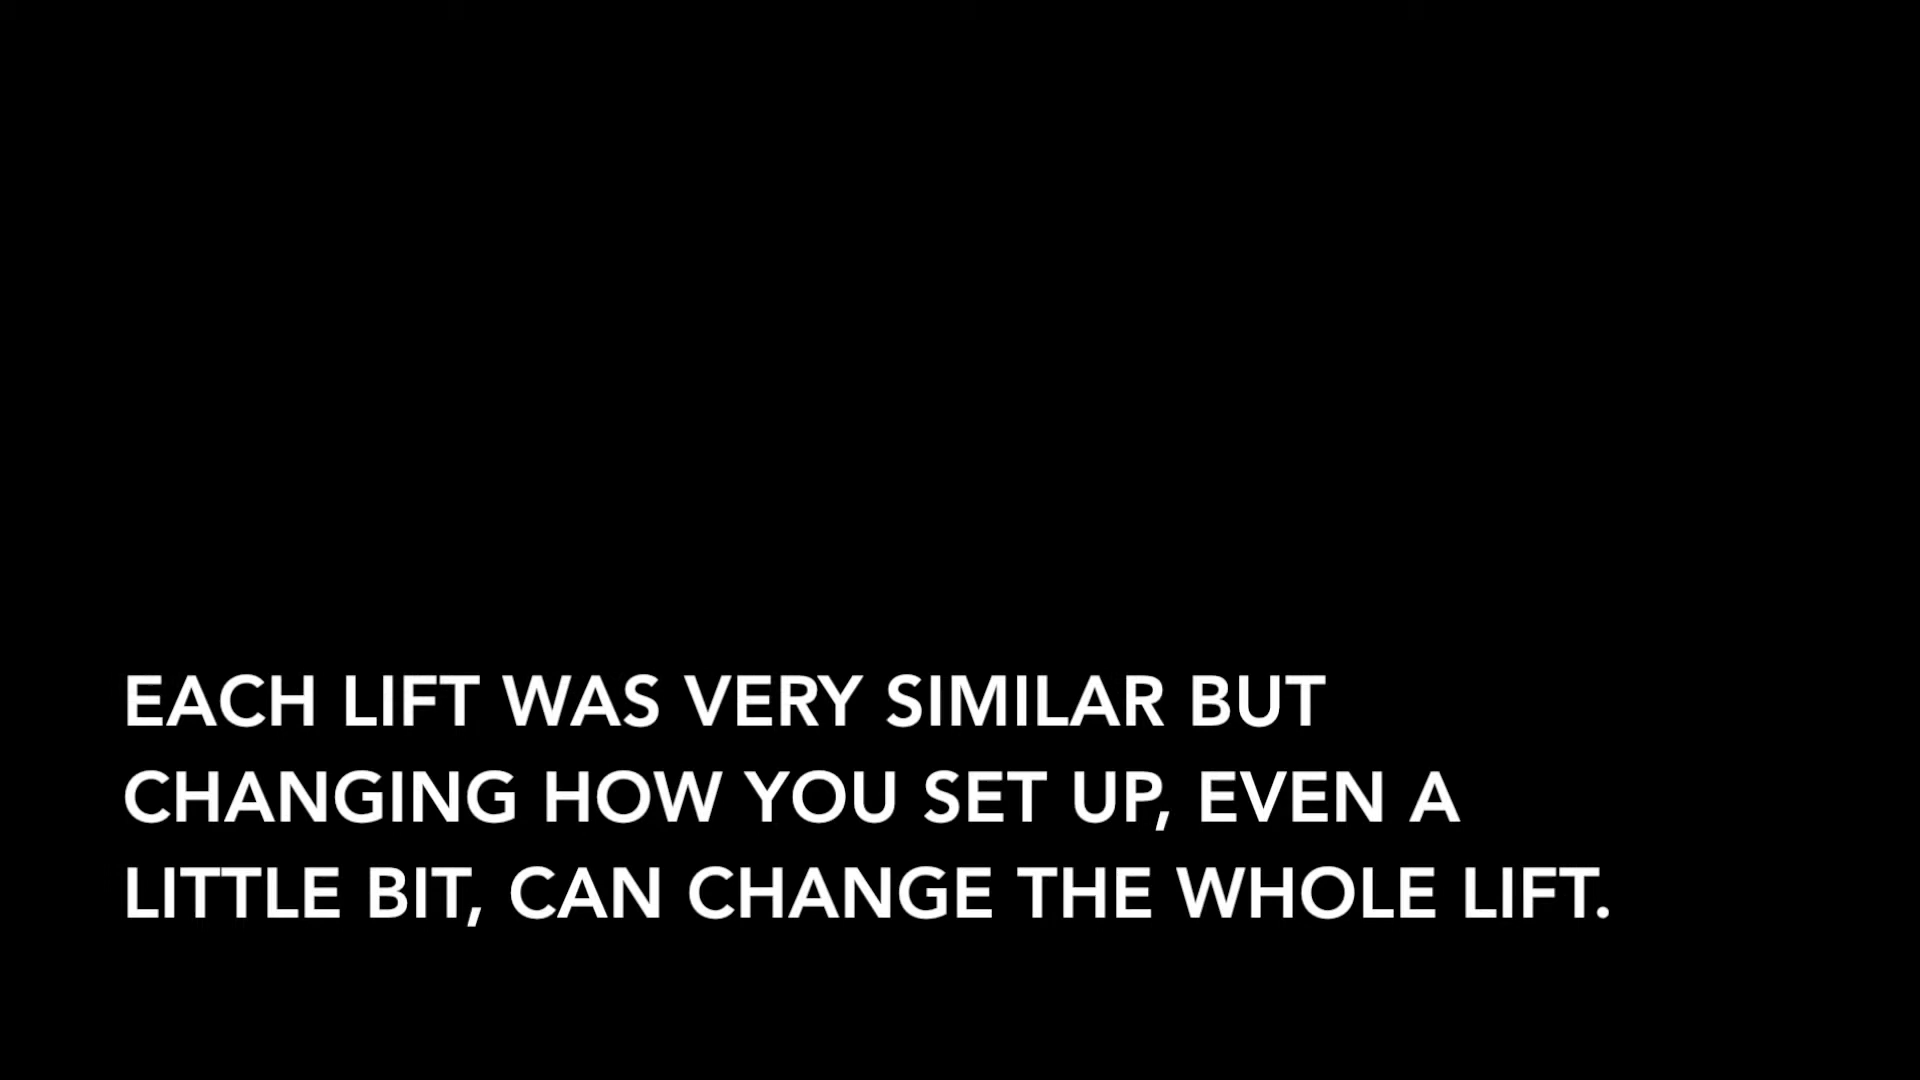 EACH LIFT WAS VERY SIMILAR BUT
CHANGING HOW YOU SET UP, EVEN A
LITTLE BIT, CAN CHANGE THE WHOLE LIFT.